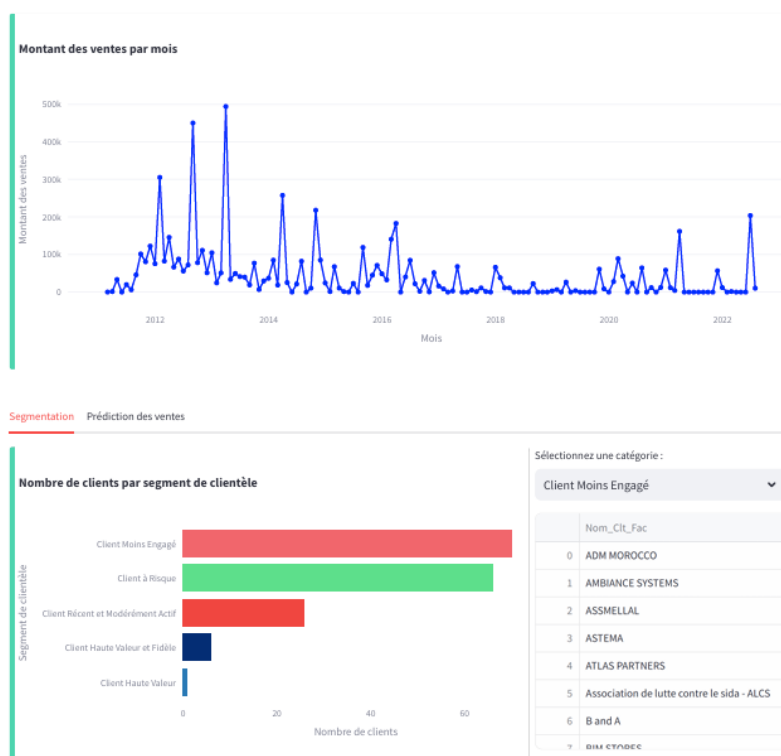 Montant des ventes par mois
500k
400k
300k
200k
100k
0
Montant des ventes
2012
2014
2016
2018
2020
2022
Mois
Segmentation
Prédiction des ventes
Nombre de clients par segment de clientèle
Client Moins Engagé
Client à Risque
Client Récent et Modérément Actif
Client Haute Valeur et Fidèle
Client Haute Valeur
Segment de clientèle
0
20
40
60
Nombre de clients
Sélectionnez une catégorie :
Client Moins Engagé
Nom_Clt_Fac
0 ADM MOROCCO
1 AMBIANCE SYSTEMS
2 ASSMELLAL
3 ASTEMA
4 ATLAS PARTNERS
5 Association de lutte contre le sida - ALCS
6 B and A
7 BIM STORES